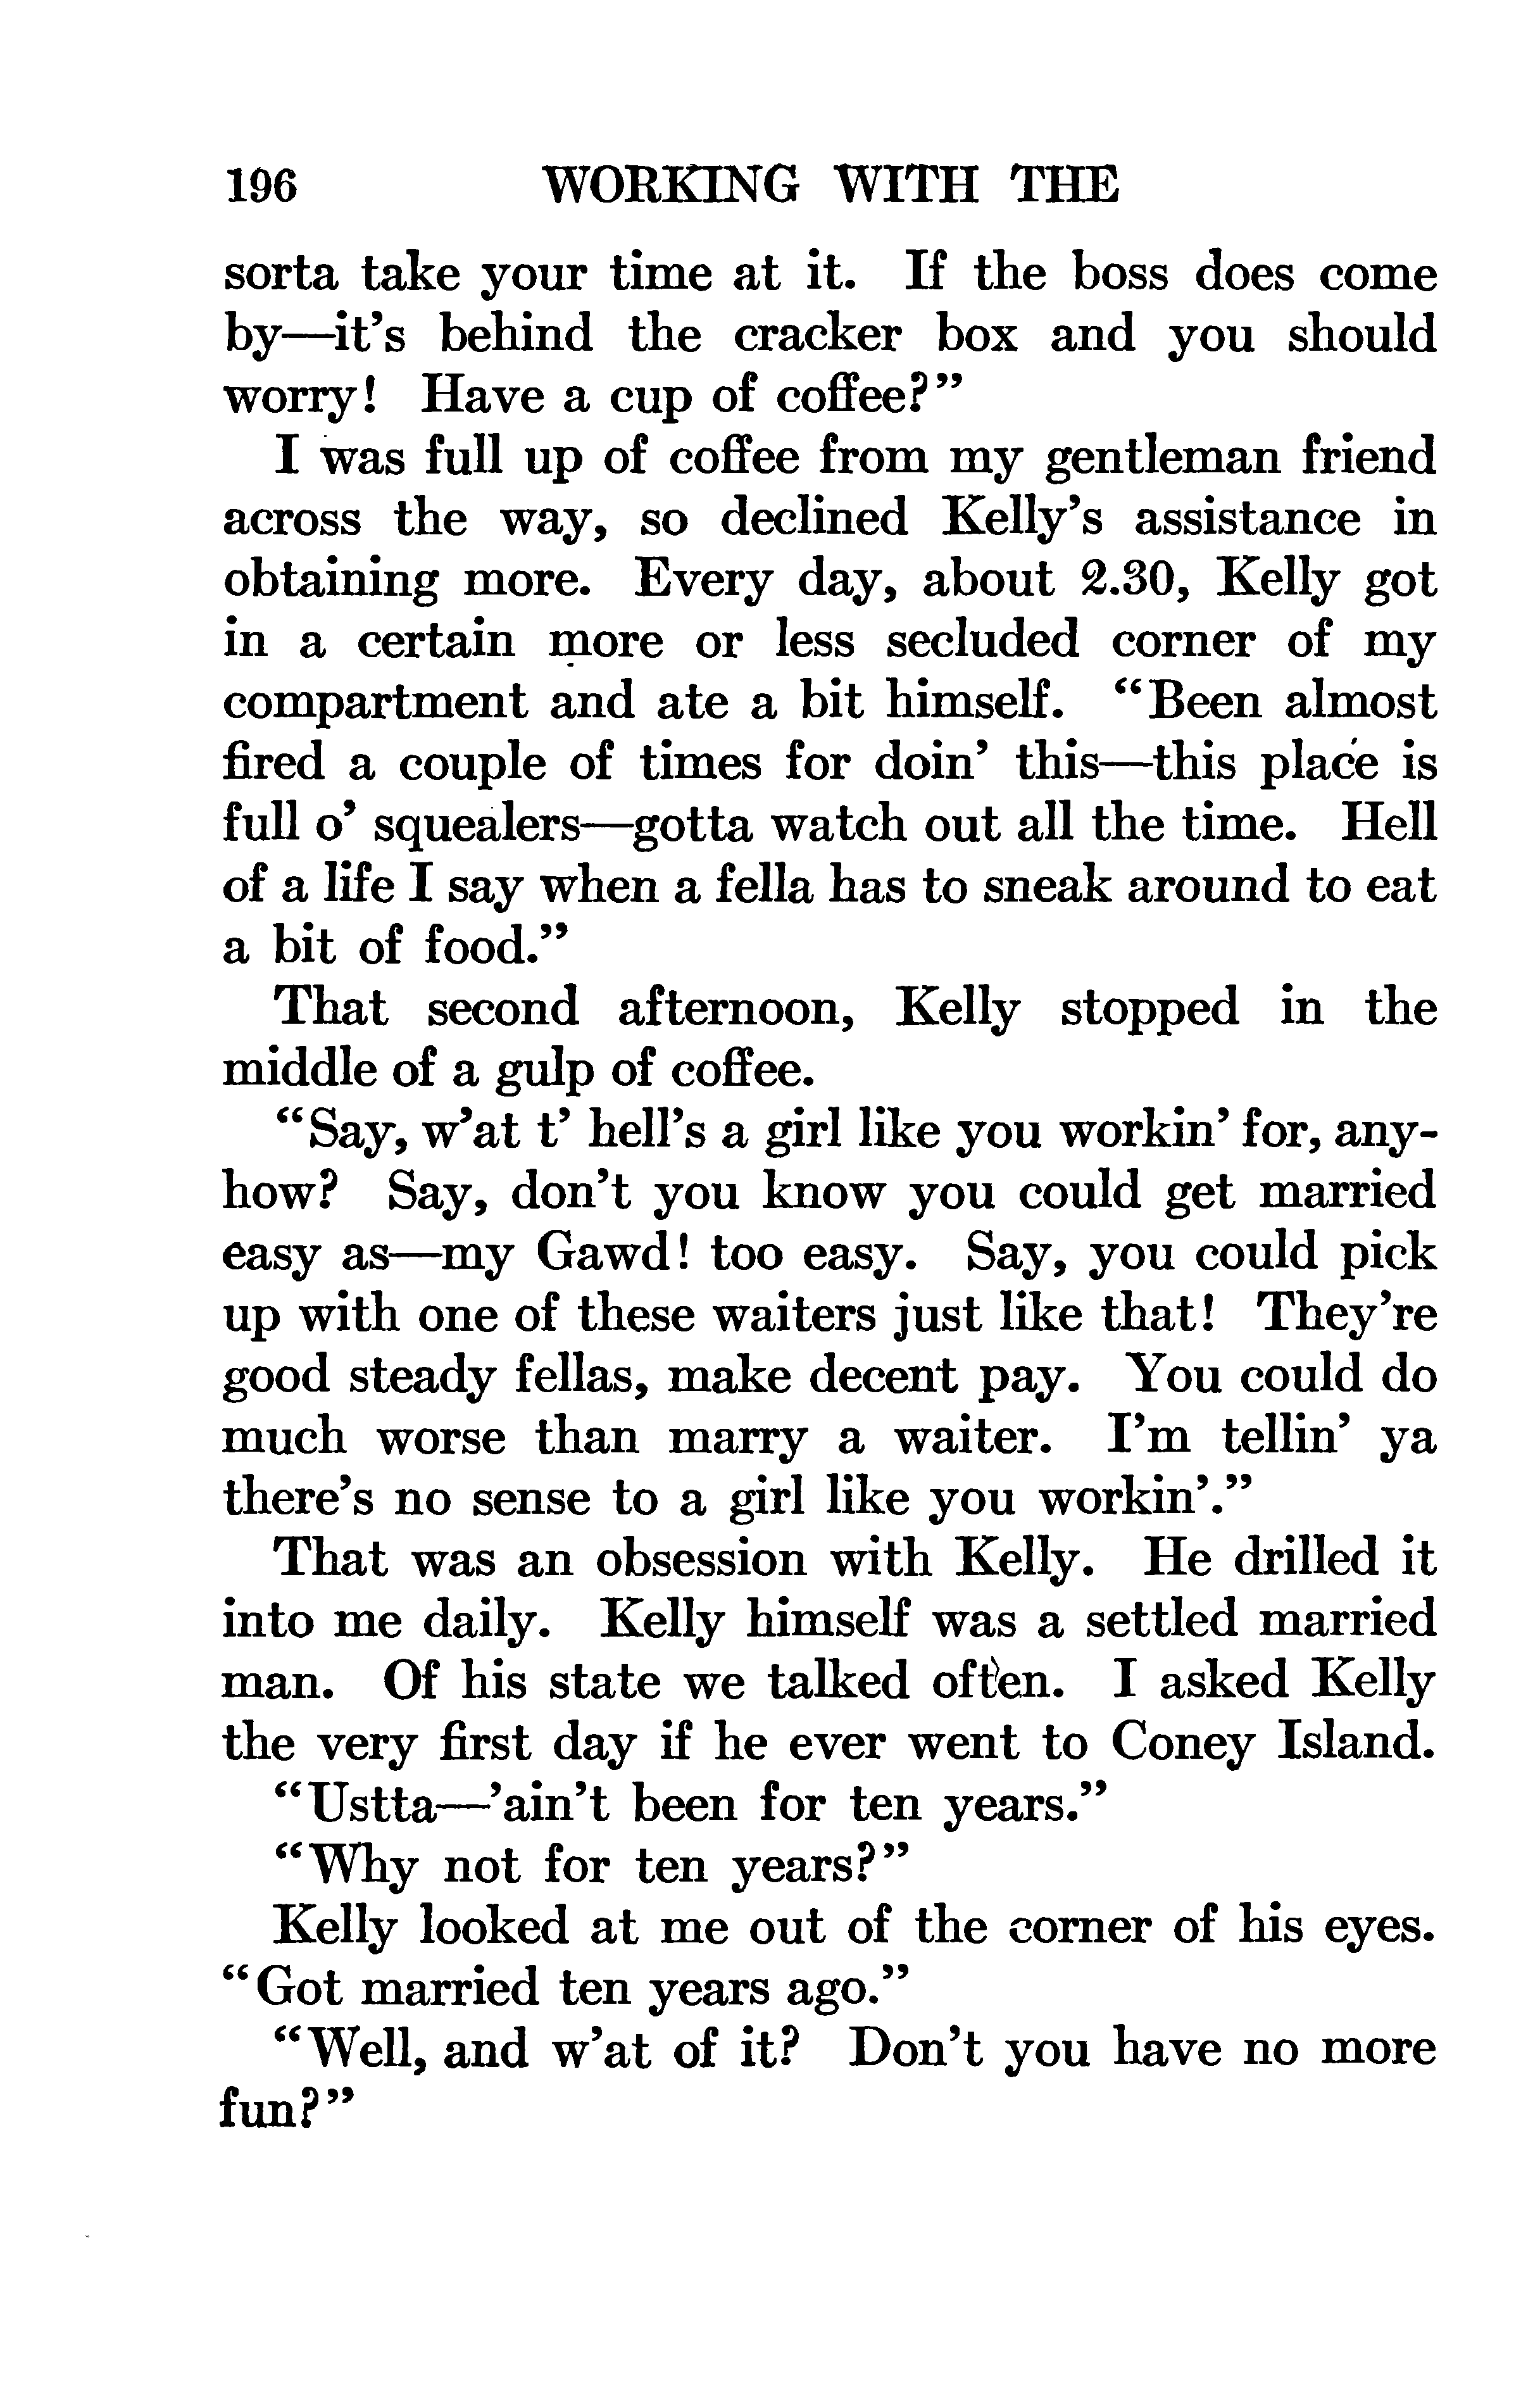 196 WORKING WITH THE
sorta take your time at it. If the boss does come
by—it's behind the cracker box and you should
worry! Have a cup of coffee?"
I was full up of coffee from my gentleman friend
across the way, so declined Kelly's assistance in
obtaining more. Every day, about 2.30, Kelly got
in a certain more or less secluded corner of my
compartment and ate a bit himself. "Been almost
fired a couple of times for doin' this—this place is
full o' squealers—gotta watch out all the time. Hell
of a life I say when a fella has to sneak around to eat
a bit of food."
That second afternoon, Kelly stopped in the
middle of a gulp of coffee.
"Say, w'at t' hell's a girl like you workin' for, any-
how? Say, don't you know you could get married
easy as—my Gawd! too easy. Say, you could pick
up with one of these waiters just like that! They're
good steady fellas, make decent pay. You could do
much worse than marry a waiter. I'm tellin' ya
there's no sense to a girl like you workin'."
That was an obsession with Kelly. He drilled it
into me daily. Kelly himself was a settled married
man. Of his state we talked often. I asked Kelly
the very first day if he ever went to Coney Island.
"Ustta—'ain't been for ten years."
"Why not for ten years?"
Kelly looked at me out of the corner of his eyes.
"Got married ten years ago."
"Well, and w'at of it? Don't you have no more
fun?"